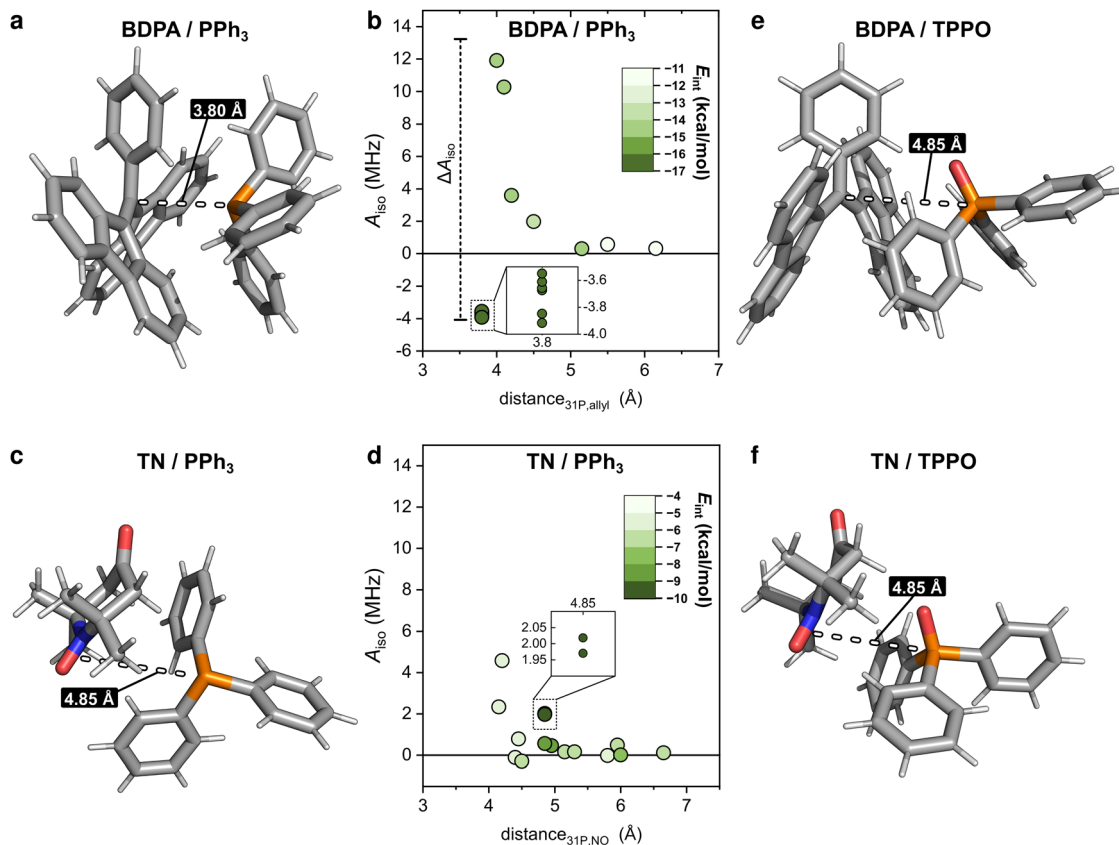 a
BDPA / PPh3
3.80 Å
b
BDPA / PPh3
14
12
10
8
6
4
2
0
-2
-4
-6
Aiso (MHz)
ΔAiso
−11
−12
−13
−14
−15
−16
−17
Eint (kcal/mol)
-3.6
-3.8
-4.0
3.8
3 4 5 6 7
distance31P,allyl (Å)
e
BDPA / TPPO
4.85 Å
c
TN / PPh3
4.85 Å
d
TN / PPh3
14
12
10
8
6
4
2
0
Aiso (MHz)
−4
−5
−6
−7
−8
−9
−10
Eint (kcal/mol)
4.85
2.05
2.00
1.95
3 4 5 6 7
distance31P,NO (Å)
f
TN / TPPO
4.85 Å